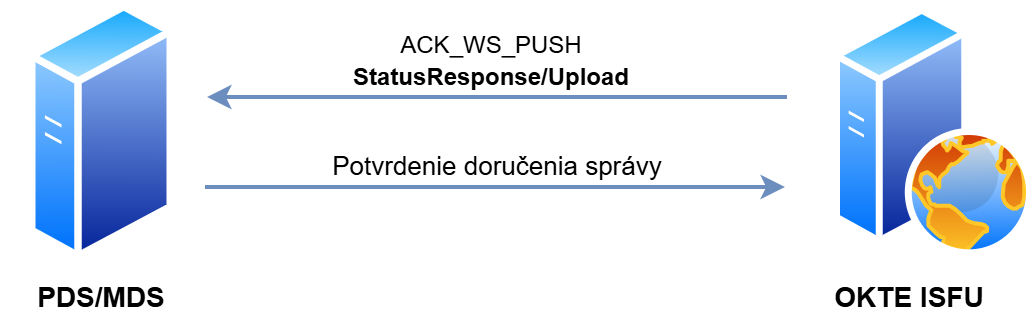 ACK_WS_PUSH
StatusResponse/Upload
Potvrdenie doručenia správy
PDS/MDS
OKTE ISFU